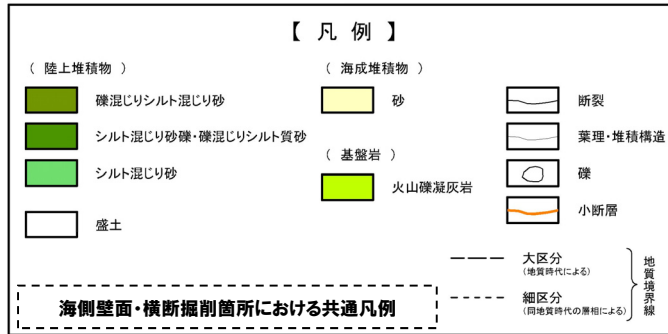 【 凡 例 】
( 陸上堆積物 )
礫混じりシルト混じり砂
シルト混じり砂礫・礫混じりシルト質砂
シルト混じり砂
盛土
( 海成堆積物 )
砂
( 基盤岩 )
火山礫凝灰岩
断裂
葉理・堆積構造
礫
小断層
大区分
(地質時代による)
細区分
(同地質時代の層相による)
地質境界線
海側壁面・横断掘削箇所における共通凡例